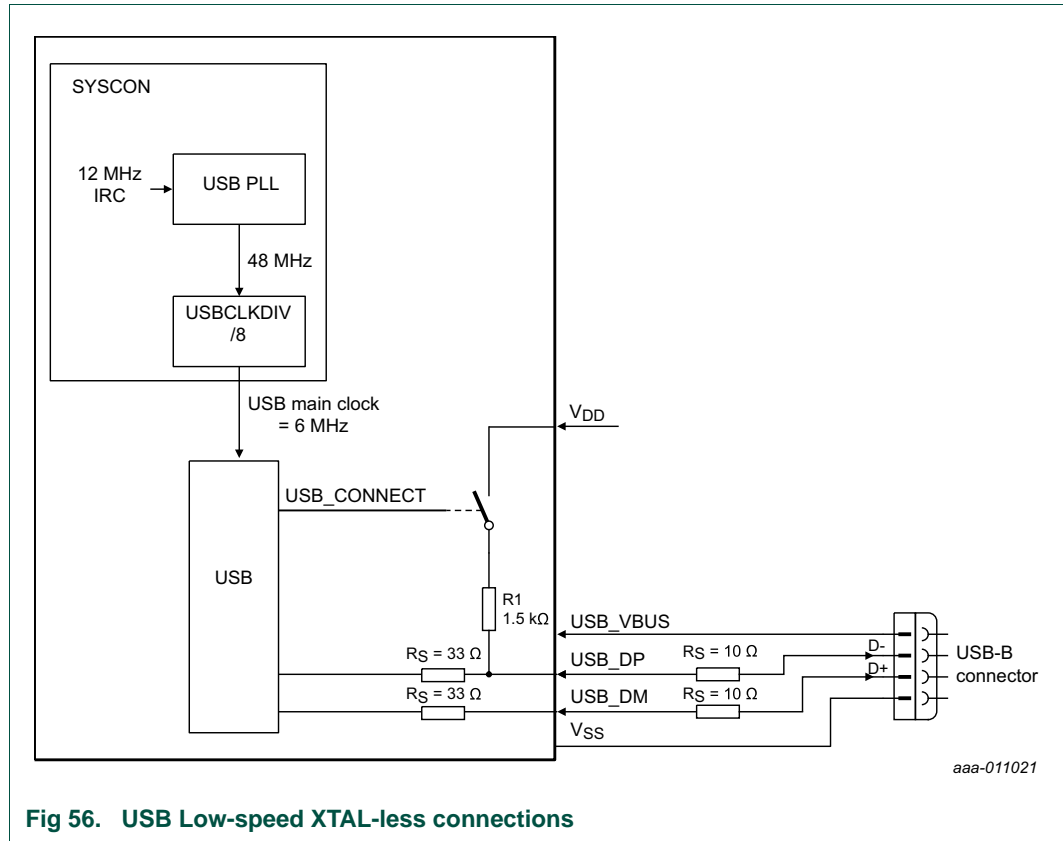 SYSCON
12 MHz
IRC
USB PLL
48 MHz
USBCLKDIV
/8
USB main clock
= 6 MHz
VDD
USB_CONNECT
USB
R1
1.5 kΩ
USB_VBUS
RS = 33 Ω
USB_DP
RS = 10 Ω
D-
USB-B
connector
RS = 33 Ω
USB_DM
RS = 10 Ω
D+
VSS
aaa-011021
Fig 56. USB Low-speed XTAL-less connections